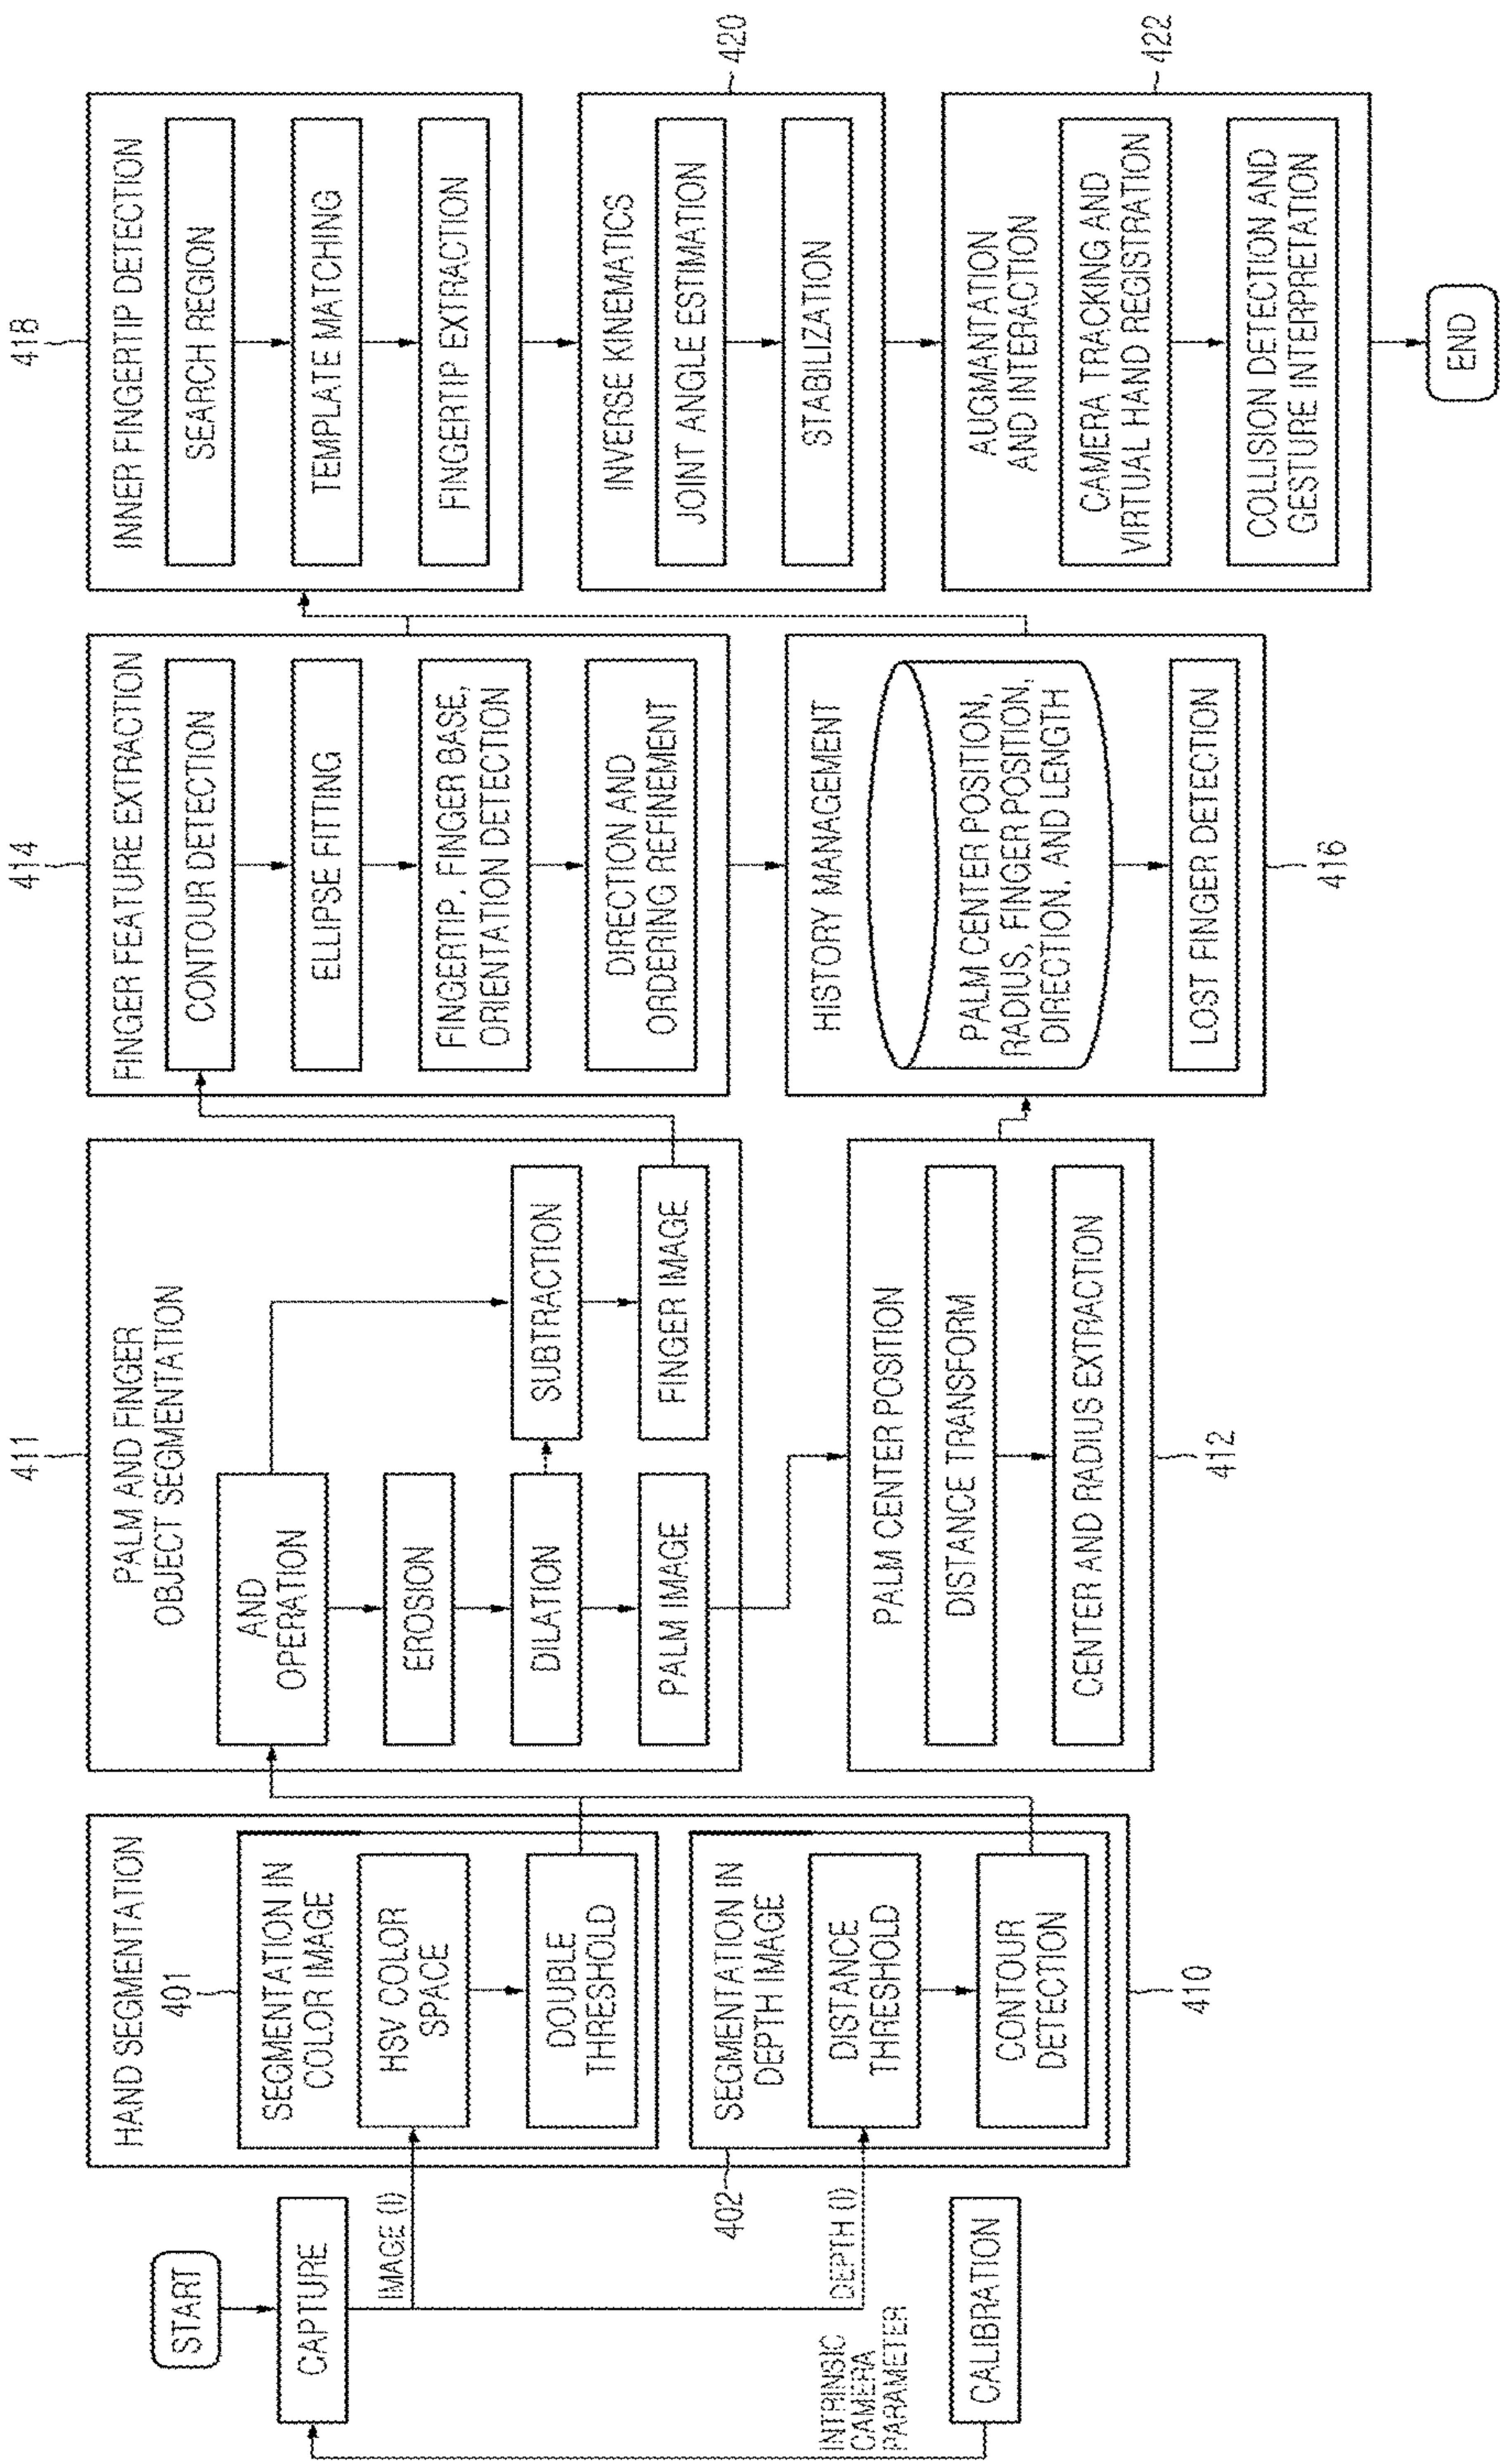 START
CAPTURE
IMAGE (I)
DEPTH (I)
INTRINSIC
CAMERA
PARAMETER
CALIBRATION
HAND SEGMENTATION
401
SEGMENTATION IN
COLOR IMAGE
HSV COLOR
SPACE
DOUBLE
THRESHOLD
402
SEGMENTATION IN
DEPTH IMAGE
DISTANCE
THRESHOLD
CONTOUR
DETECTION
410
411
PALM AND FINGER
OBJECT SEGMENTATION
AND
OPERATION
EROSION
DILATION
SUBTRACTION
PALM IMAGE
FINGER IMAGE
PALM CENTER POSITION
DISTANCE TRANSFORM
CENTER AND RADIUS EXTRACTION
412
414
FINGER FEATURE EXTRACTION
CONTOUR DETECTION
ELLIPSE FITTING
FINGERTIP, FINGER BASE,
ORIENTATION DETECTION
DIRECTION AND
ORDERING REFINEMENT
HISTORY MANAGEMENT
PALM CENTER POSITION,
RADIUS, FINGER POSITION,
DIRECTION, AND LENGTH
LOST FINGER DETECTION
416
418
INNER FINGERTIP DETECTION
SEARCH REGION
TEMPLATE MATCHING
FINGERTIP EXTRACTION
INVERSE KINEMATICS
420
JOINT ANGLE ESTIMATION
STABILIZATION
AUGMANTATION
AND INTERACTION
422
CAMERA TRACKING AND
VIRTUAL HAND REGISTRATION
COLLISION DETECTION AND
GESTURE INTERPRETATION
END